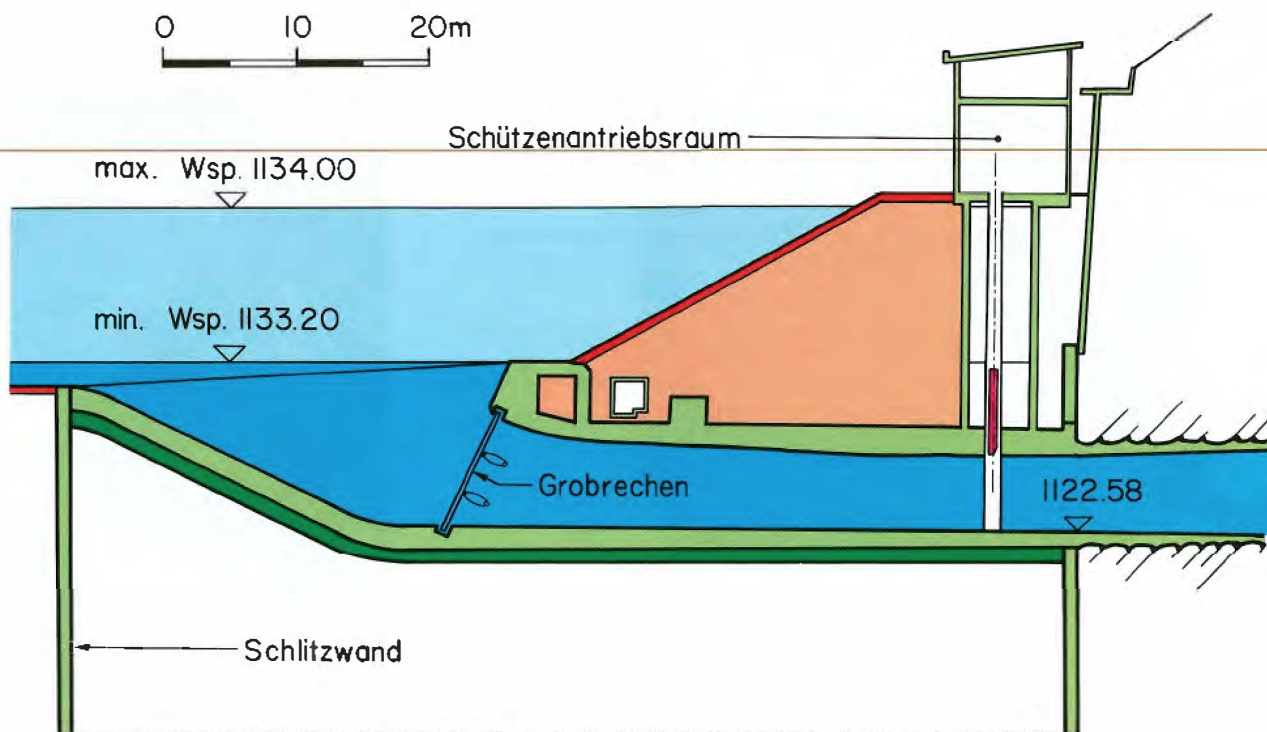 0 10 20m
Schützenantriebsraum
max. Wsp. 1134.00
min. Wsp. 1133.20
Grobrechen
1122.58
Schlitzwand